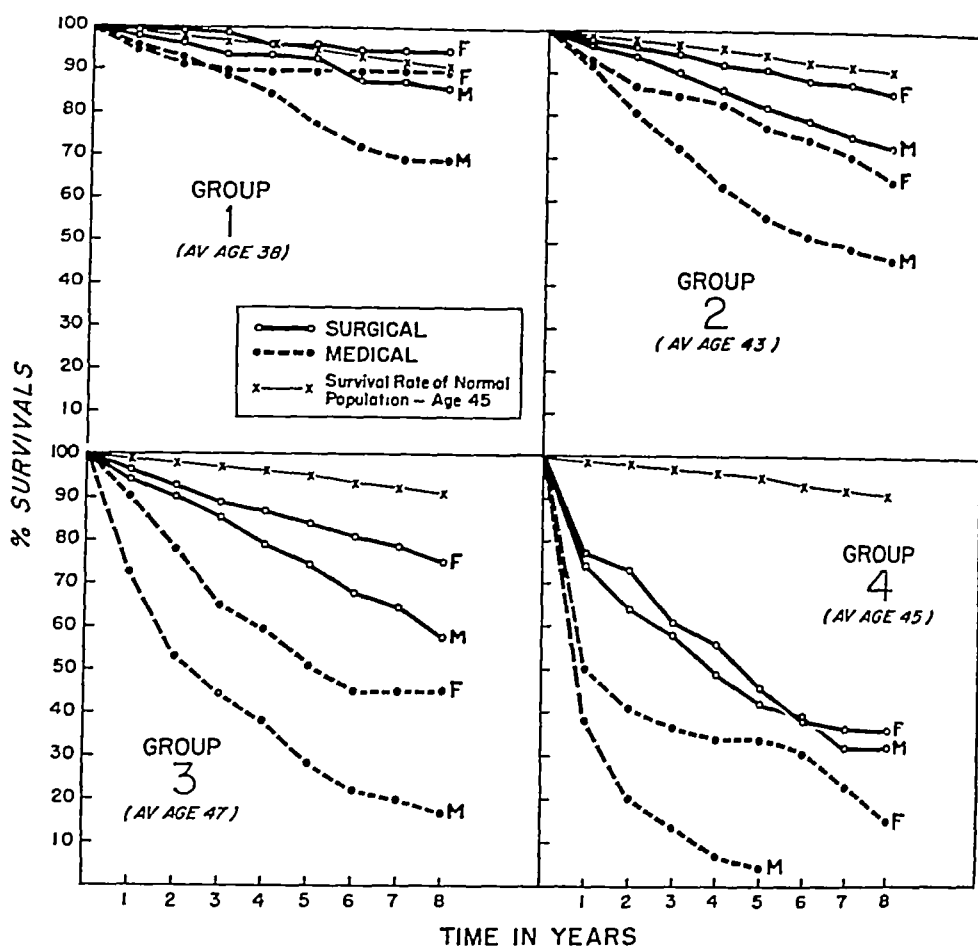 100
90
80
70
60
50
40
30
20
10
F
F
M
M
GROUP
1
(AV AGE 38)
F
M
F
M
GROUP
2
(AV AGE 43)
SURGICAL
MEDICAL
Survival Rate of Normal
Population - Age 45
% SURVIVALS
100
90
80
70
60
50
40
30
20
10
F
M
F
M
GROUP
3
(AV AGE 47)
GROUP
4
(AV AGE 45)
F
M
F
M
1 2 3 4 5 6 7 8
1 2 3 4 5 6 7 8
TIME IN YEARS